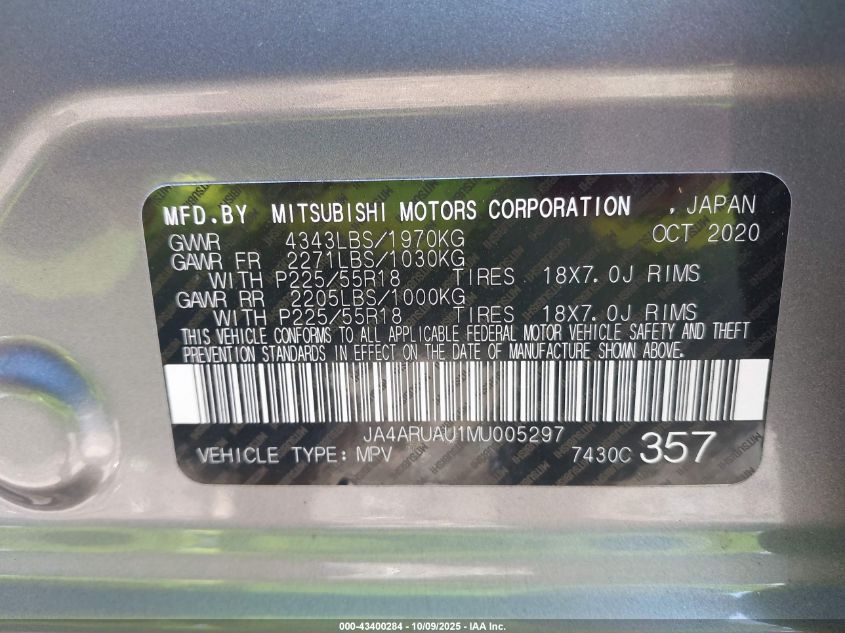 MFD.BY MITSUBISHI MOTORS CORPORATION , JAPAN
GWWR 4343LBS/1970KG OCT 2020
GAWR FR 2271LBS/1030KG
WITH P225/55R18 TIRES 18X7.0J RIMS
GAWR RR 2205LBS/1000KG
WITH P225/55R18 TIRES 18X7.0J RIMS
THIS VEHICLE CONFORMS TO ALL APPLICABLE FEDERAL MOTOR VEHICLE SAFETY AND THEFT
PREVENTION STANDARDS IN EFFECT ON THE DATE OF MANUFACTURE SHOWN ABOVE.
JA4ARUAU1MU005297
VEHICLE TYPE: MPV 7430C 357
000-43400284 - 10/09/2025 - IAA Inc.